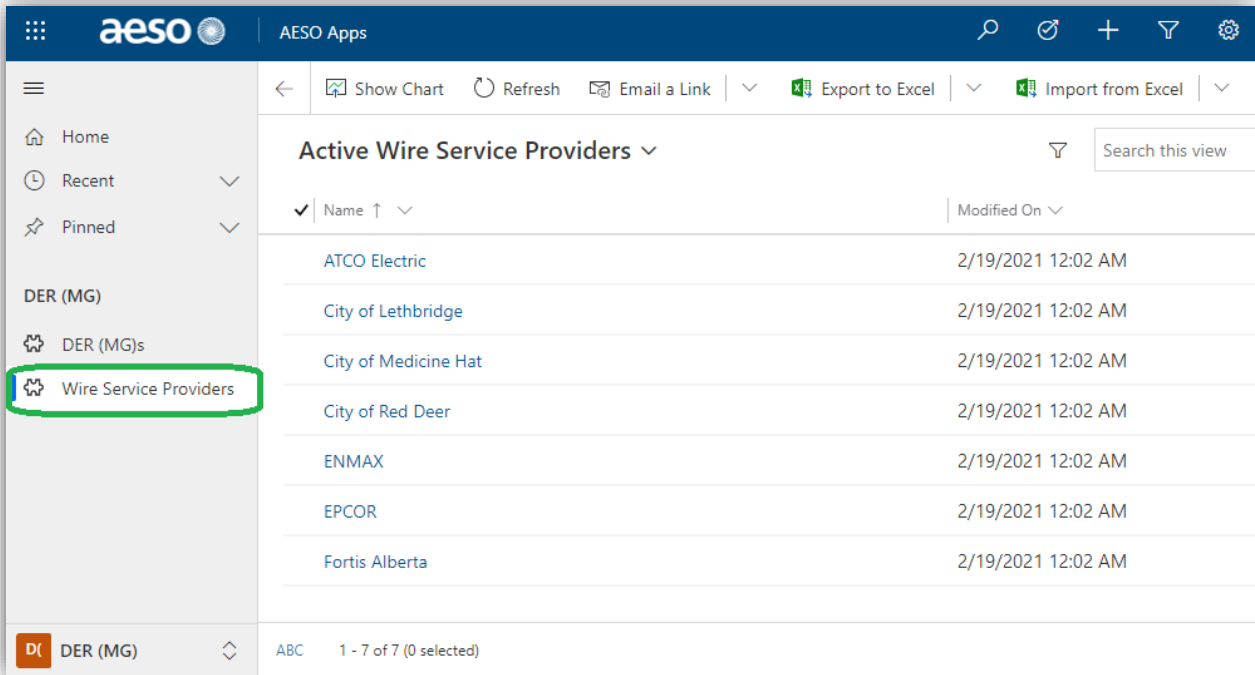 aeso AESO Apps
Show Chart Refresh Email a Link Export to Excel Import from Excel
Home
Recent
Pinned
DER (MG)
DER (MG)s
Wire Service Providers
D( DER (MG)
Active Wire Service Providers Search this view
Name ↑ Modified On
ATCO Electric 2/19/2021 12:02 AM
City of Lethbridge 2/19/2021 12:02 AM
City of Medicine Hat 2/19/2021 12:02 AM
City of Red Deer 2/19/2021 12:02 AM
ENMAX 2/19/2021 12:02 AM
EPCOR 2/19/2021 12:02 AM
Fortis Alberta 2/19/2021 12:02 AM
ABC 1 - 7 of 7 (0 selected)